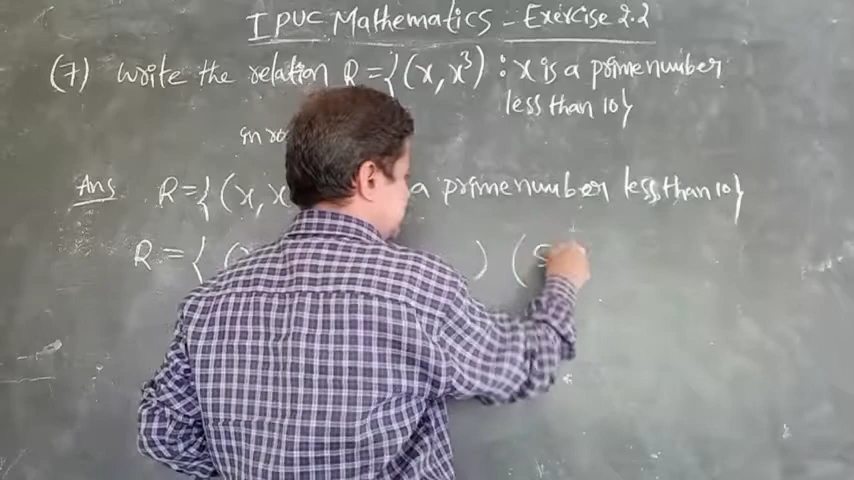 I PUC Mathematics - Exercise 2.2
(7) Write the relation R = {(x, x³) : x is a prime number
less than 10}
in
Ans R = {(x, x a prime number less than 10}
R = { ( ) (5